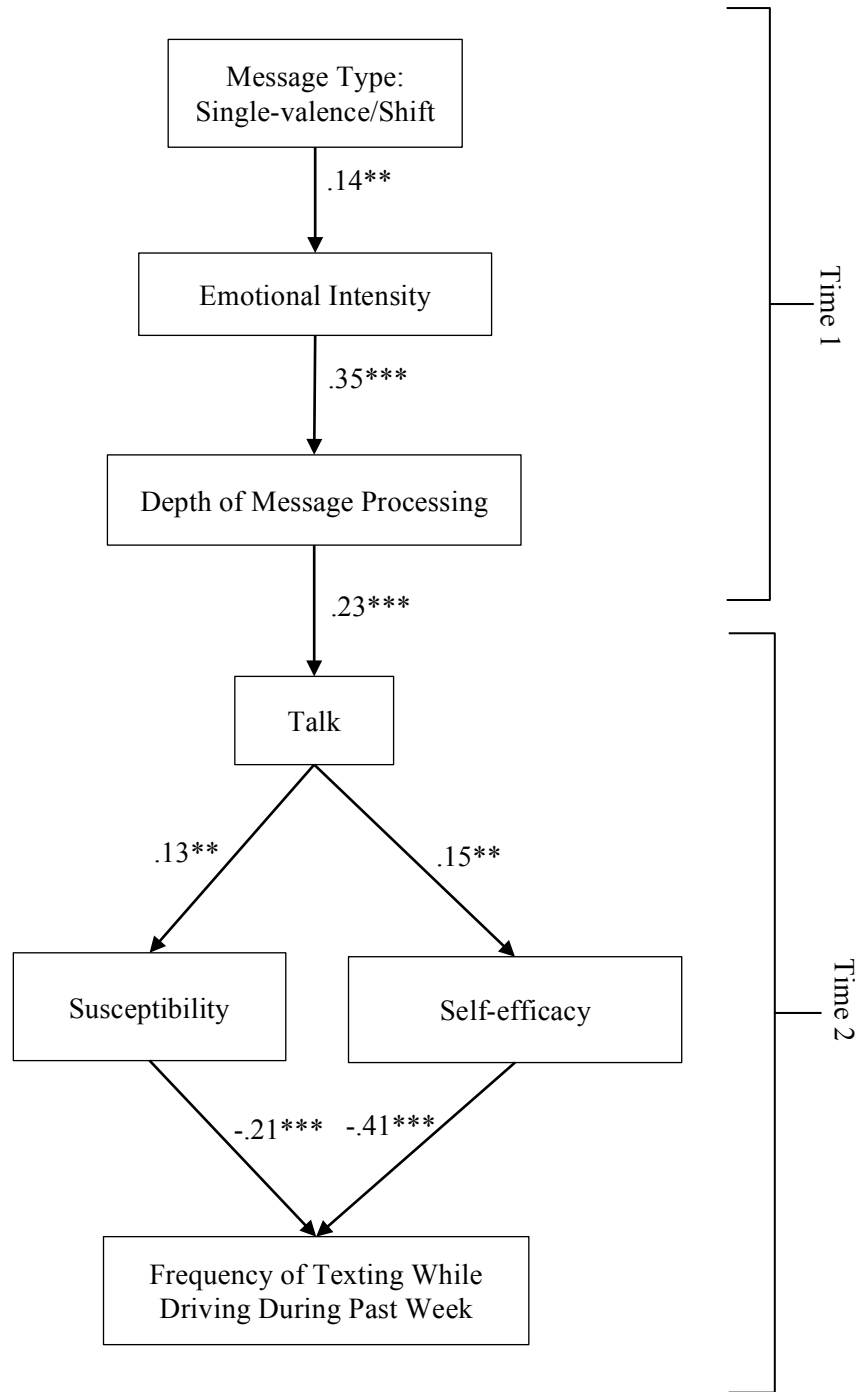 Message Type:
Single-valence/Shift
.14**
Emotional Intensity
.35***
Depth of Message Processing
Time 1
.23***
Talk
.13**
.15**
Susceptibility
Self-efficacy
Time 2
-.21***
-.41***
Frequency of Texting While
Driving During Past Week